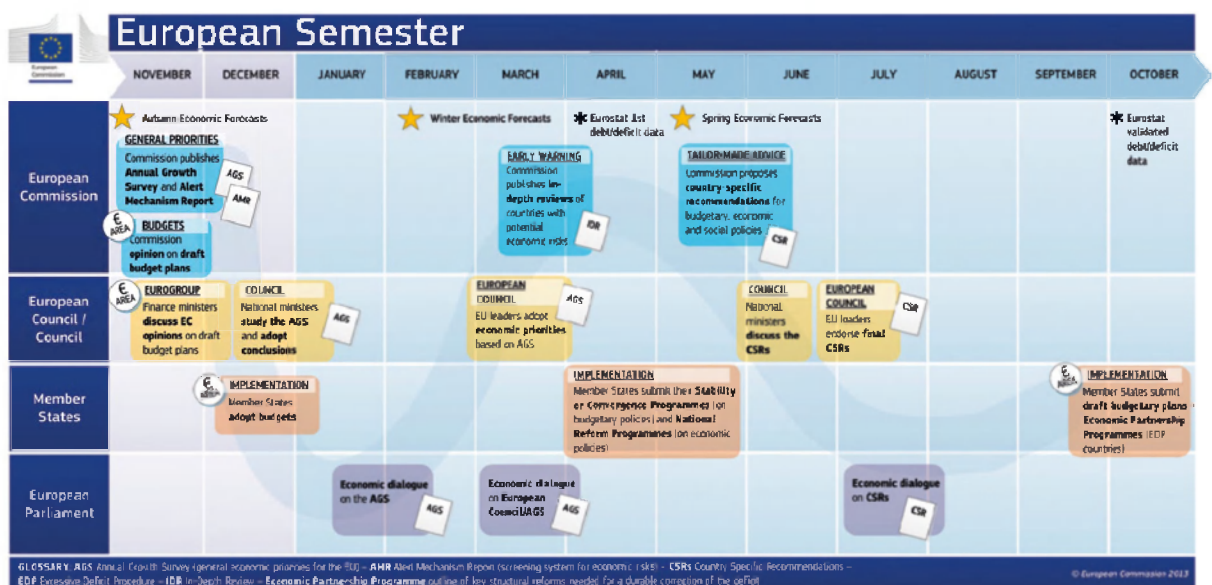 European Semester
European
Commission
NOVEMBER
DECEMBER
JANUARY
FEBRUARY
MARCH
APRIL
MAY
JUNE
JULY
AUGUST
SEPTEMBER
OCTOBER
European
Commission
Autumn Economic Forecasts
GENERAL PRIORITIES
Commission publishes
Annual Growth
Survey and Alert
Mechanism Report
AGS
AMR
€
AREA
BUDGETS
Commission
opinion on draft
budget plans
Winter Economic Forecasts
EARLY WARNING
Commission
publishes in-
depth reviews of
countries with
potential
economic risks
IDR
Eurostat 1st
debt/deficit data
Spring Economic Forecasts
TAILOR-MADE ADVICE
Commission proposes
country-specific
recommendations for
budgetary, economic
and social policies
CSR
Eurostat
validated
debt/deficit
data
European
Council /
Council
€
AREA
EUROGROUP
Finance ministers
discuss EC
opinions on draft
budget plans
COUNCIL
National ministers
study the AGS
and adopt
conclusions
AGS
EUROPEAN
COUNCIL
EU leaders adopt
economic priorities
based on AGS
AGS
COUNCIL
National
ministers
discuss the
CSRs
EUROPEAN
COUNCIL
EU leaders
endorse final
CSRs
CSR
Member
States
€
AREA
IMPLEMENTATION
Member States
adopt budgets
IMPLEMENTATION
Member States submit their Stability
or Convergence Programmes (on
budgetary policies) and National
Reform Programmes (on economic
policies)
€
AREA
IMPLEMENTATION
Member States submit
draft budgetary plans
Economic Partnership
Programmes (EDP
countries)
European
Parliament
Economic dialogue
on the AGS
AGS
Economic dialogue
on European
Council/AGS
AGS
Economic dialogue
on CSRs
CSR
GLOSSARY: AGS Annual Growth Survey (general economic priorities for the EU) – AMR Alert Mechanism Report (screening system for economic risks) – CSRs Country Specific Recommendations –
EDP Excessive Deficit Procedure – IDR In-Depth Review – Economic Partnership Programme outline of key structural reforms needed for a durable correction of the deficit
© European Commission 2013